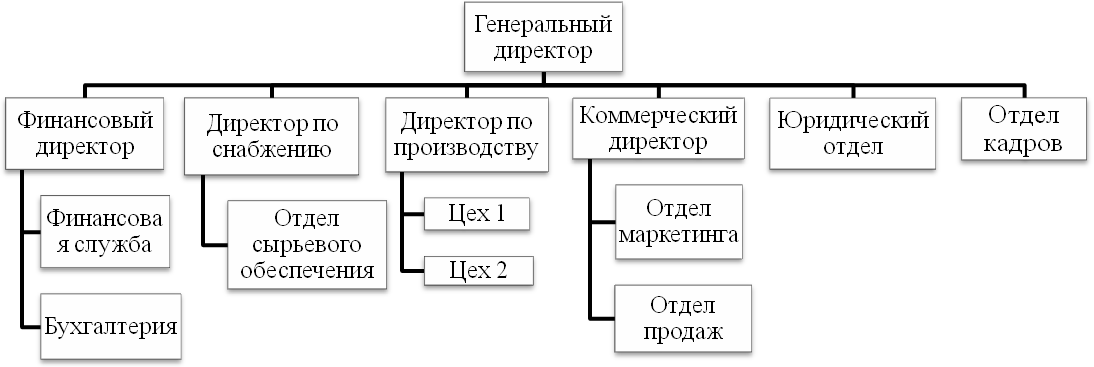 Генеральный
директор
Финансовый
директор
Директор по
снабжению
Директор по
производству
Коммерческий
директор
Юридический
отдел
Отдел
кадров
Финансова
я служба
Бухгалтерия
Отдел
сырьевого
обеспечения
Цех 1
Цех 2
Отдел
маркетинга
Отдел
продаж